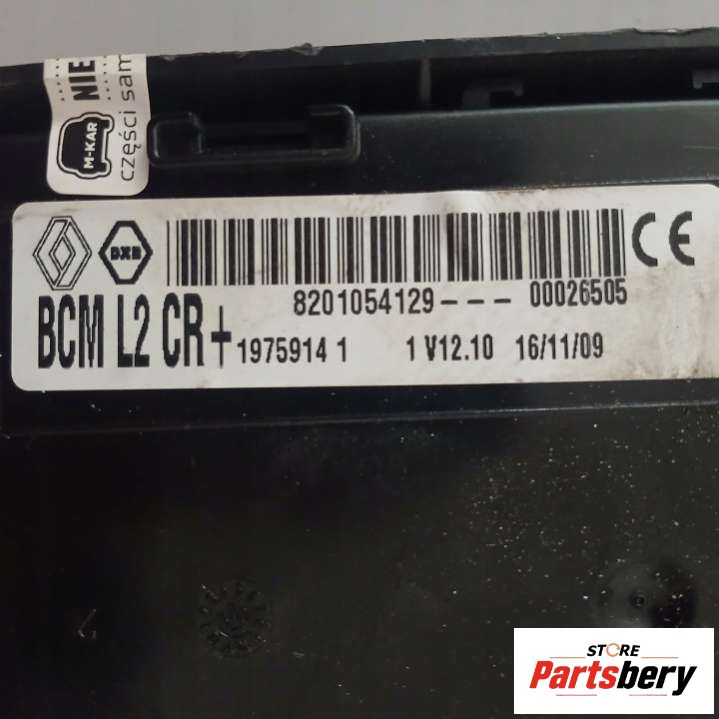 NIE
M-KAR
części sam
8201054129--- 00026505
BCM L2 CR+
1975914 1 1 V12.10 16/11/09
CE
STORE
Partsbery